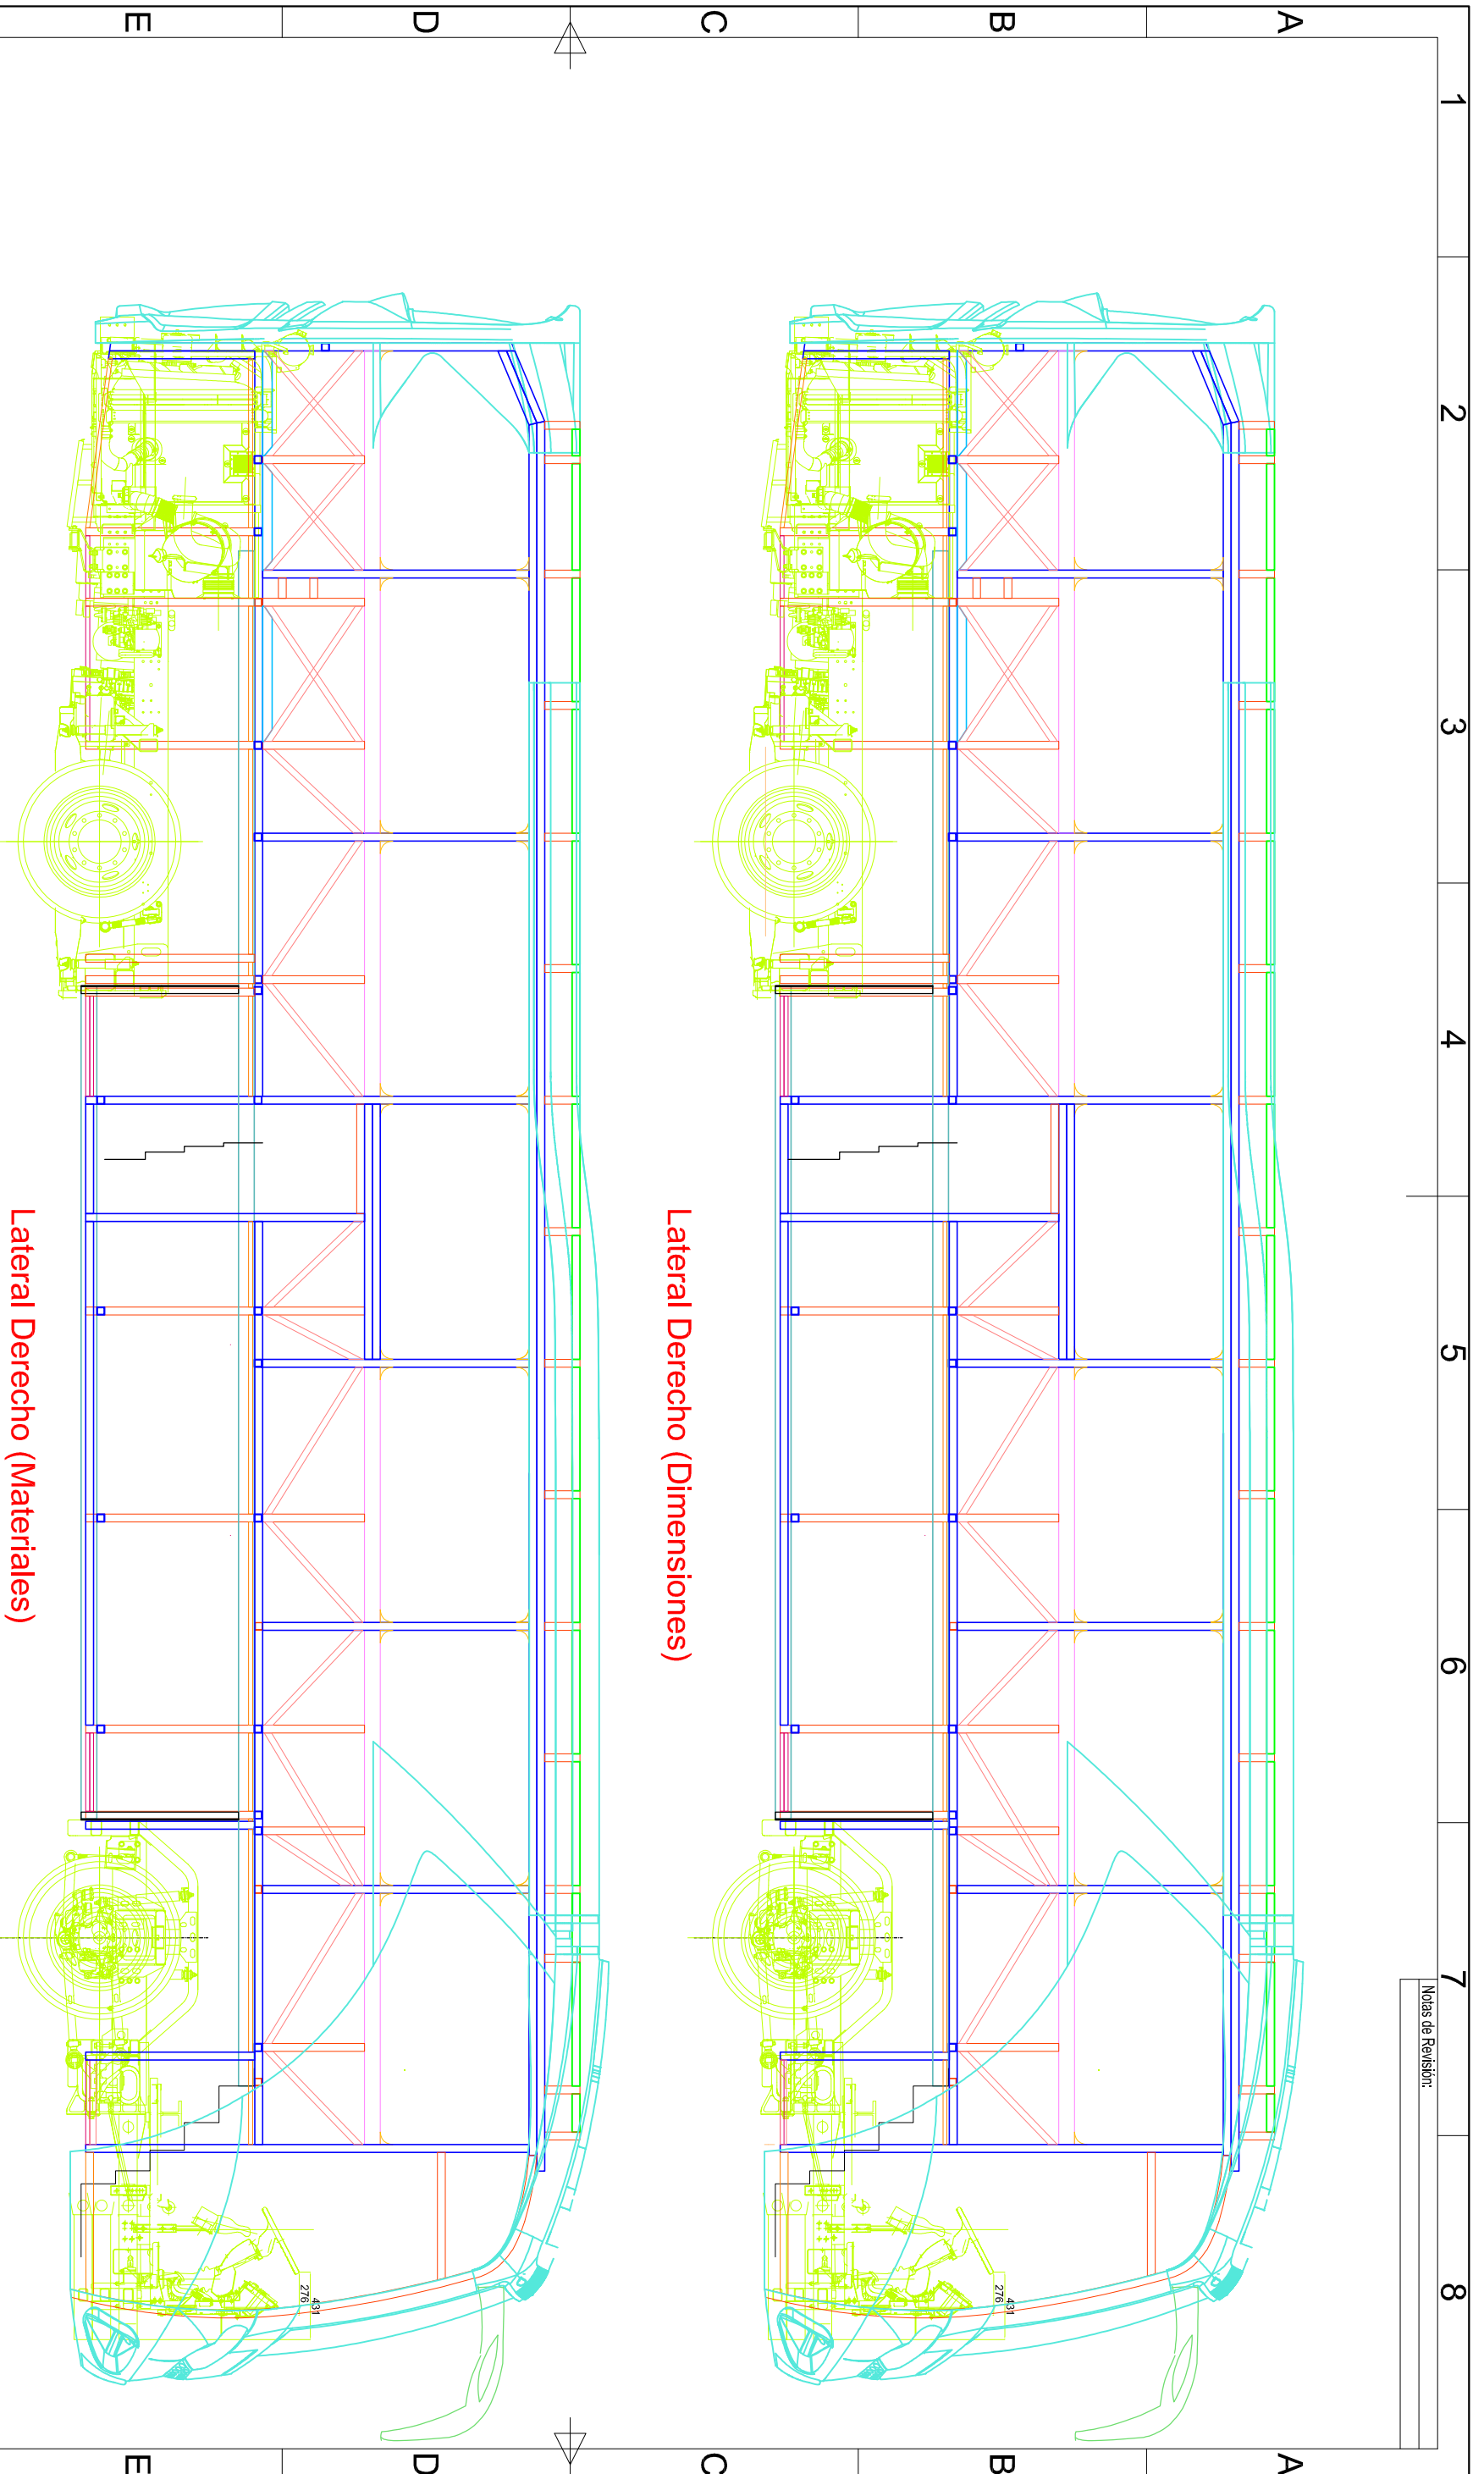 1 2 3 4 5 6 7 8
A
A
Notas de Revisión:
B
B
431
276
C
C
Lateral Derecho (Dimensiones)
D
D
431
276
E
E
Lateral Derecho (Materiales)